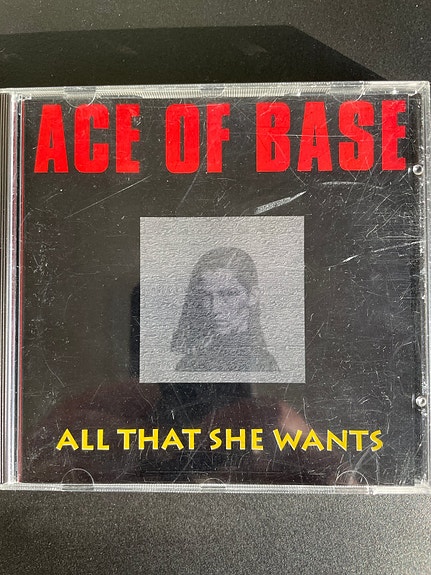 ACE OF BASE
ALL THAT SHE WANTS